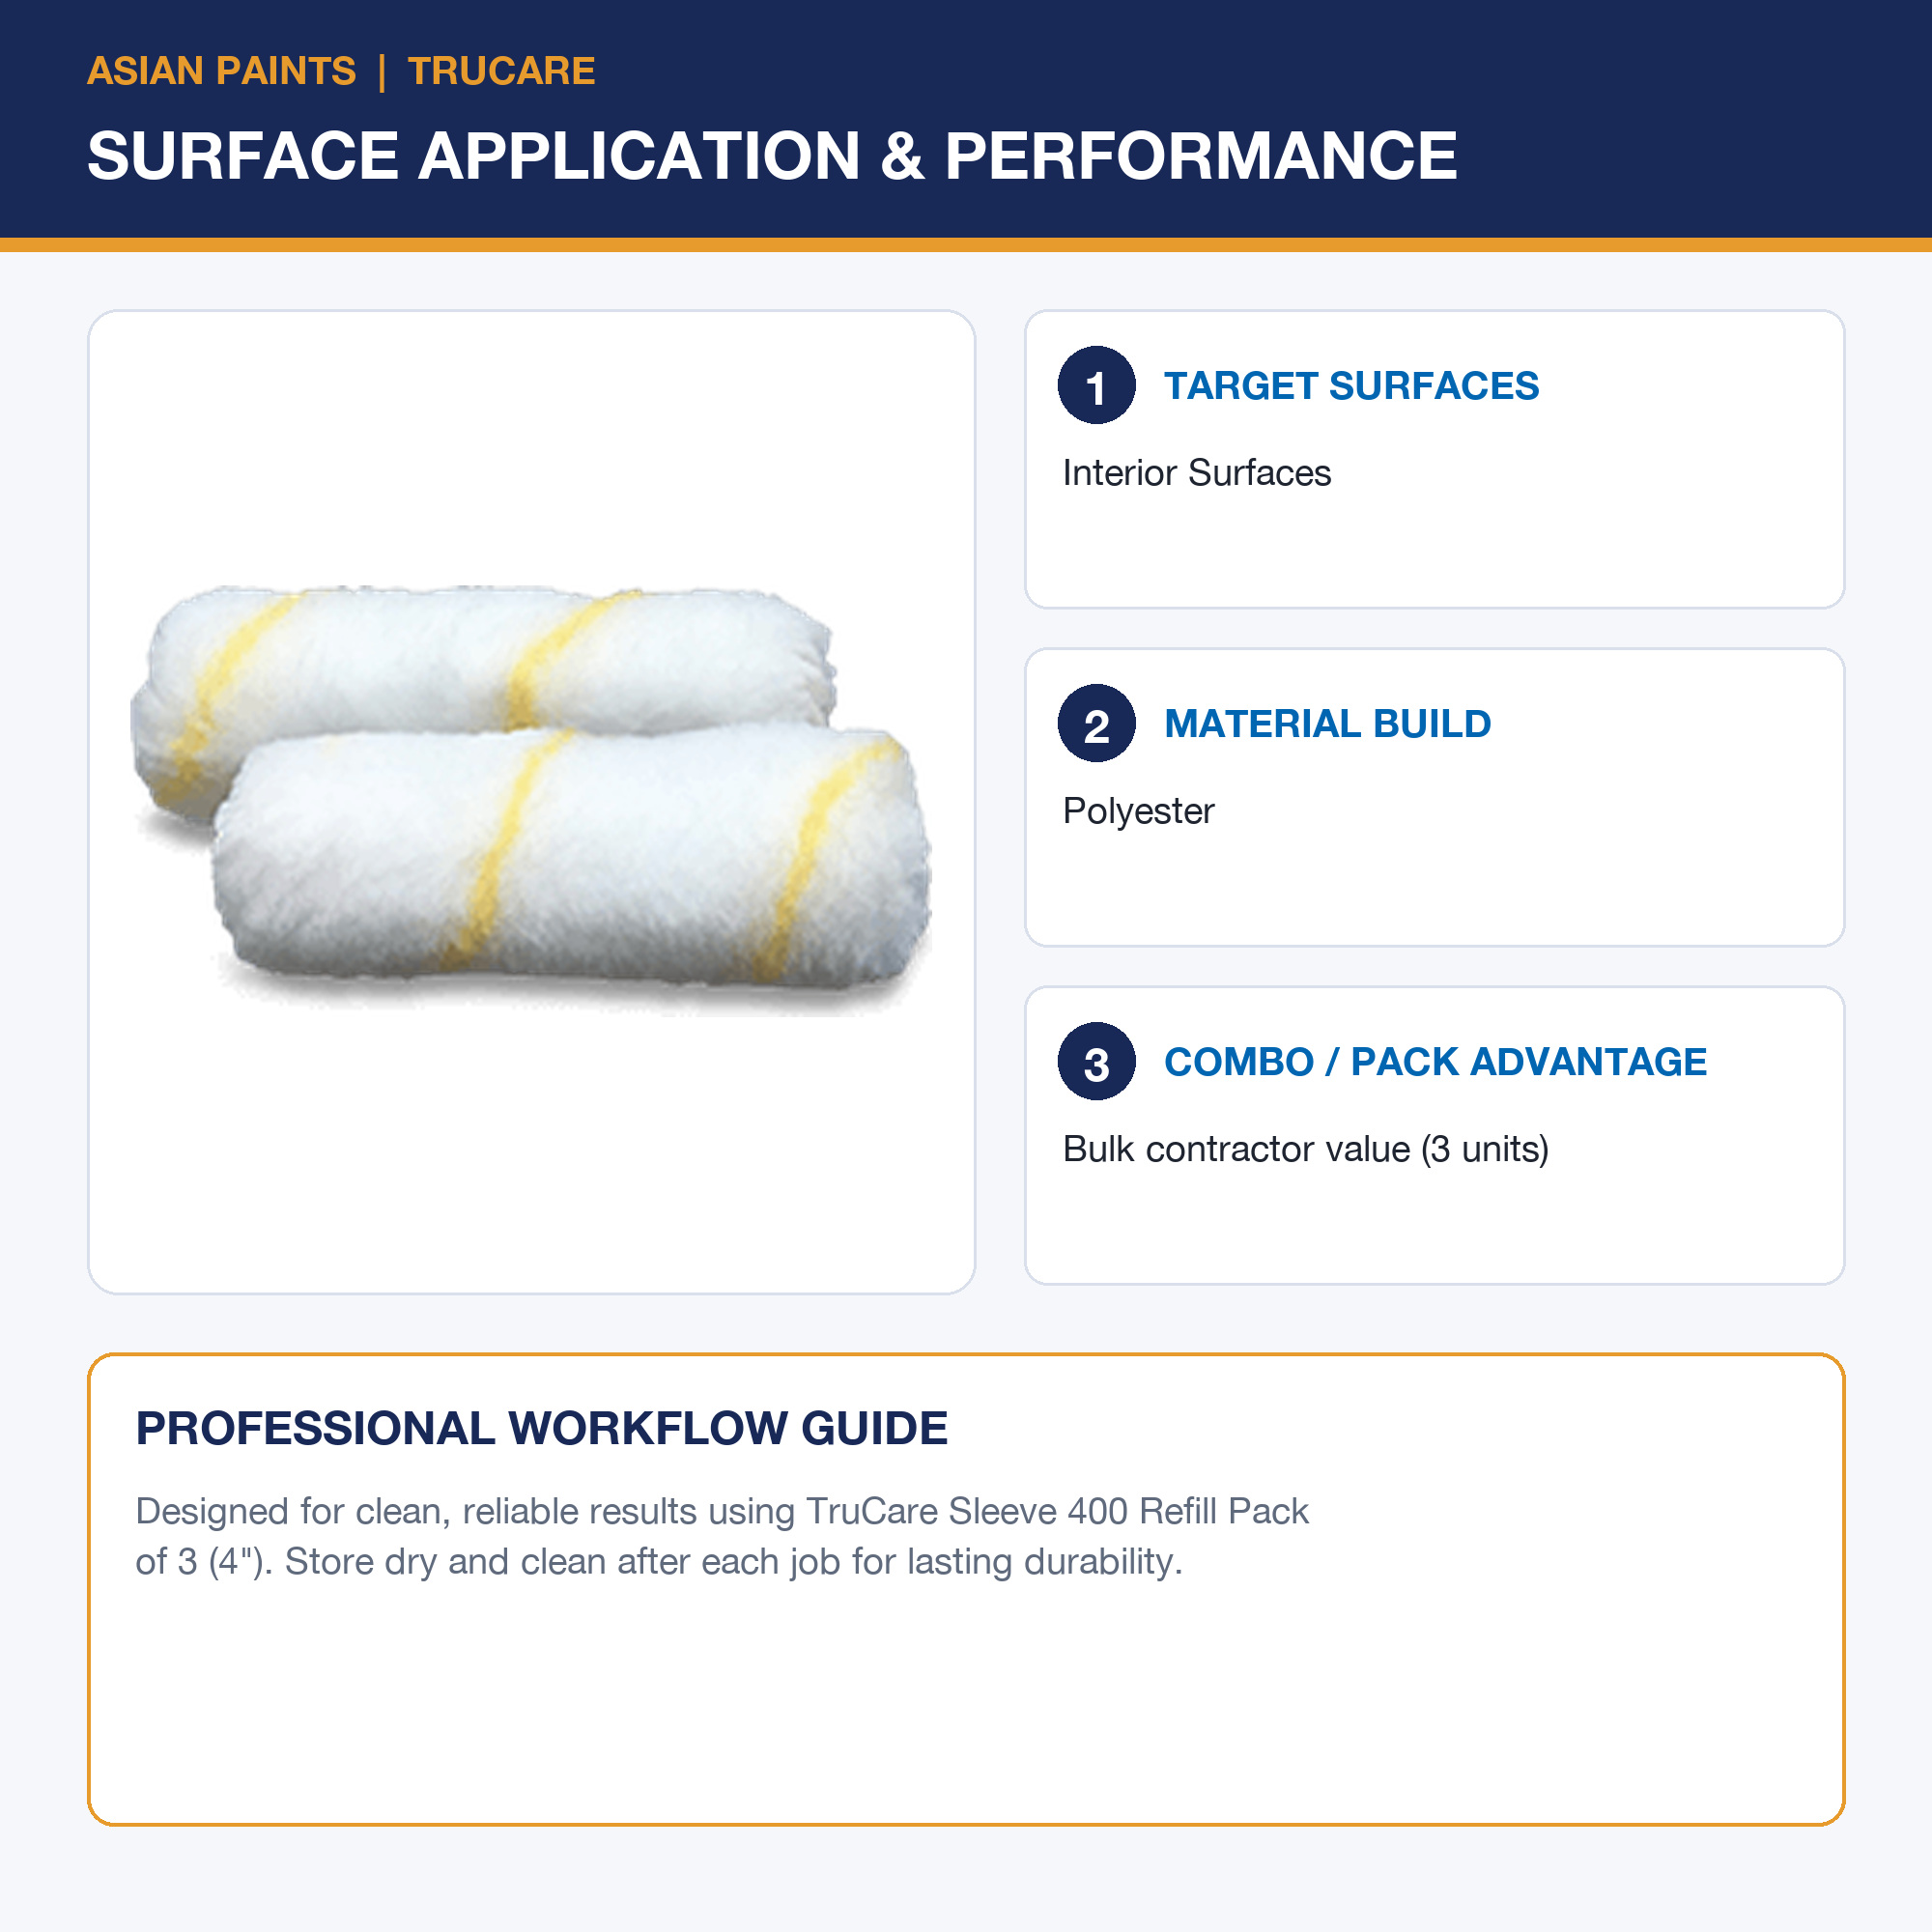 ASIAN PAINTS | TRUCARE
SURFACE APPLICATION & PERFORMANCE
1 TARGET SURFACES
Interior Surfaces
2 MATERIAL BUILD
Polyester
3 COMBO / PACK ADVANTAGE
Bulk contractor value (3 units)
PROFESSIONAL WORKFLOW GUIDE
Designed for clean, reliable results using TruCare Sleeve 400 Refill Pack
of 3 (4"). Store dry and clean after each job for lasting durability.